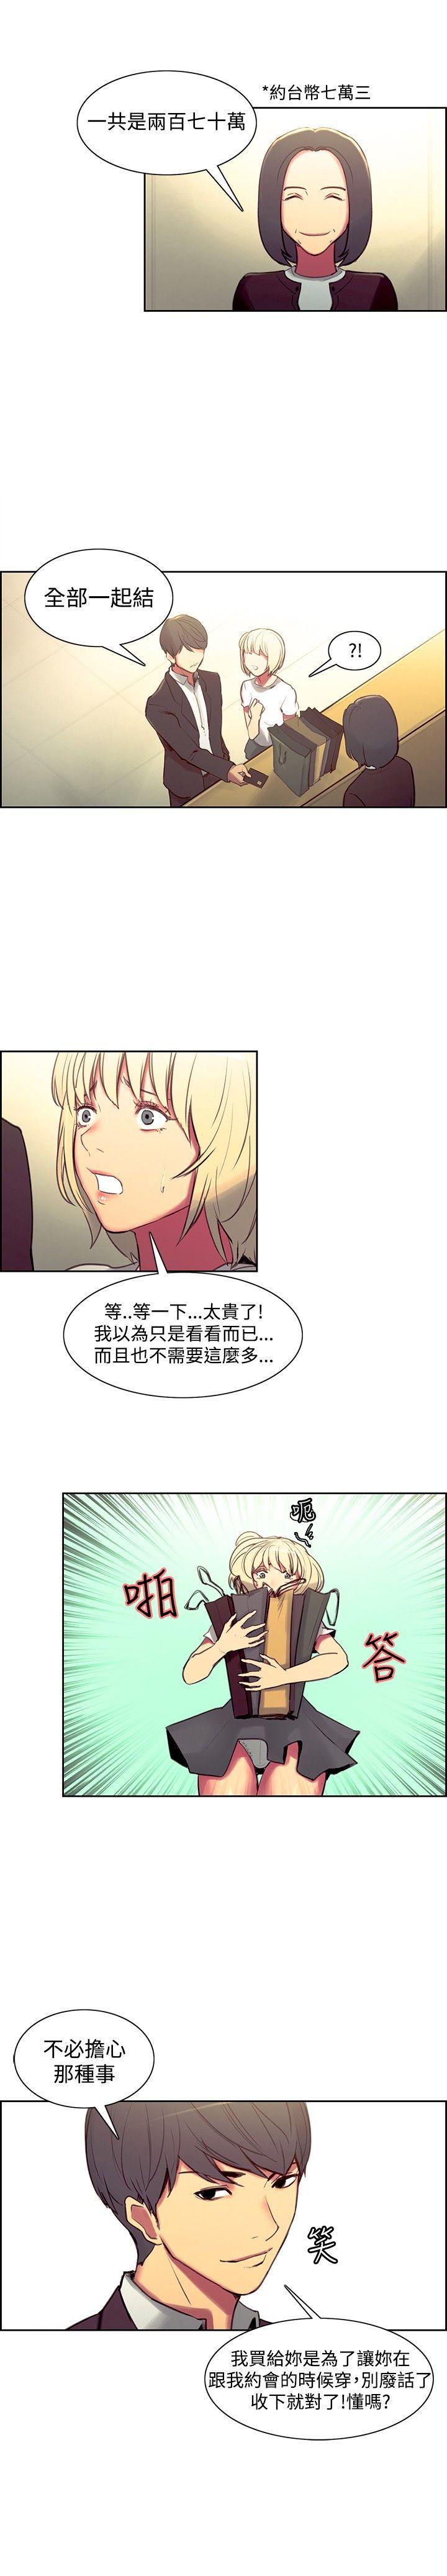 *約台幣七萬三
一共是兩百七十萬
全部一起結
?!
等..等一下...太貴了!
我以為只是看看而已...
而且也不需要這麼多...
呃
啪
答
不必擔心
那種事
笑
我買給妳是為了讓妳在
跟我約會的時候穿,別廢話了
收下就對了!懂嗎?